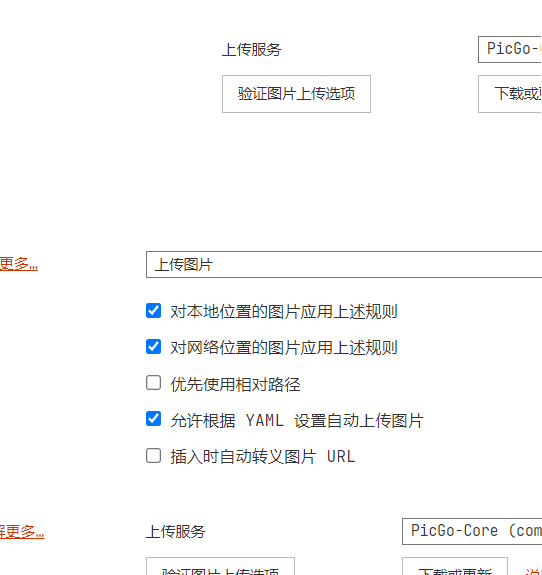 上传服务 PicGo-
验证图片上传选项 下载或
更多… 上传图片
对本地位置的图片应用上述规则
对网络位置的图片应用上述规则
优先使用相对路径
允许根据 YAML 设置自动上传图片
插入时自动转义图片 URL
解更多… 上传服务 PicGo-Core (com
验证图片上传选项 下载或更新